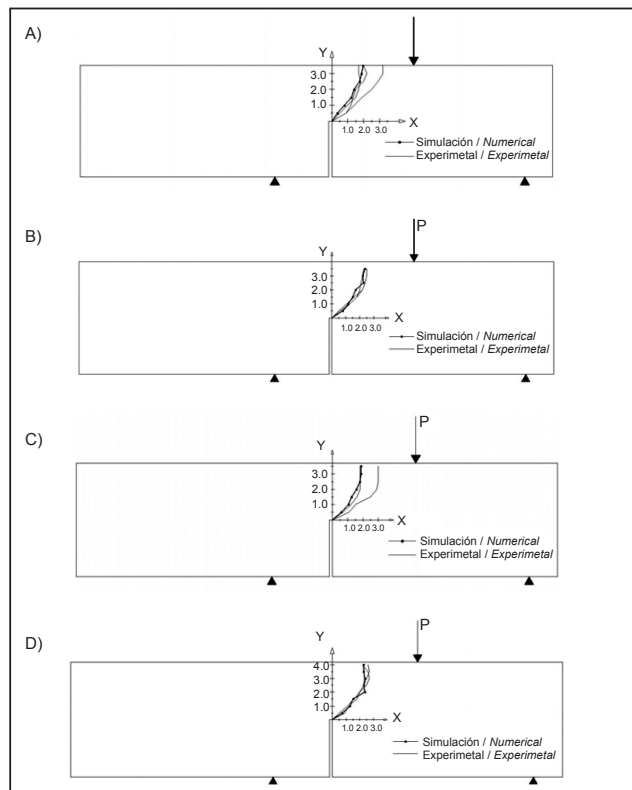 A)
Y
3.0
2.0
1.0
1.0 2.0 3.0
X
Simulación / Numerical
Experimetal / Experimetal
B)
P
Y
3.0
2.0
1.0
1.0 2.0 3.0
X
Simulación / Numerical
Experimetal / Experimetal
C)
P
Y
3.0
2.0
1.0
1.0 2.0 3.0
X
Simulación / Numerical
Experimetal / Experimetal
D)
P
Y
4.0
3.0
2.0
1.0
1.0 2.0 3.0
X
Simulación / Numerical
Experimetal / Experimetal